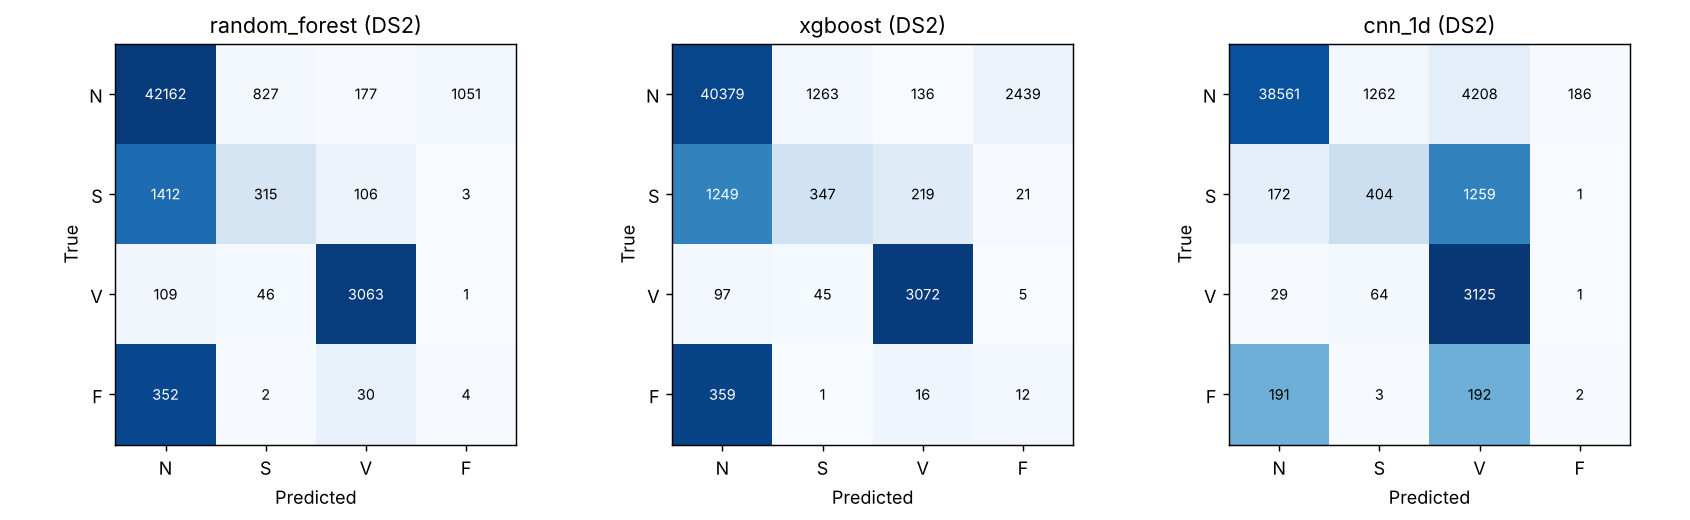 random_forest (DS2)
N 42162 827 177 1051
S 1412 315 106 3
V 109 46 3063 1
F 352 2 30 4
N S V F
True
Predicted
xgboost (DS2)
N 40379 1263 136 2439
S 1249 347 219 21
V 97 45 3072 5
F 359 1 16 12
N S V F
True
Predicted
cnn_1d (DS2)
N 38561 1262 4208 186
S 172 404 1259 1
V 29 64 3125 1
F 191 3 192 2
N S V F
True
Predicted